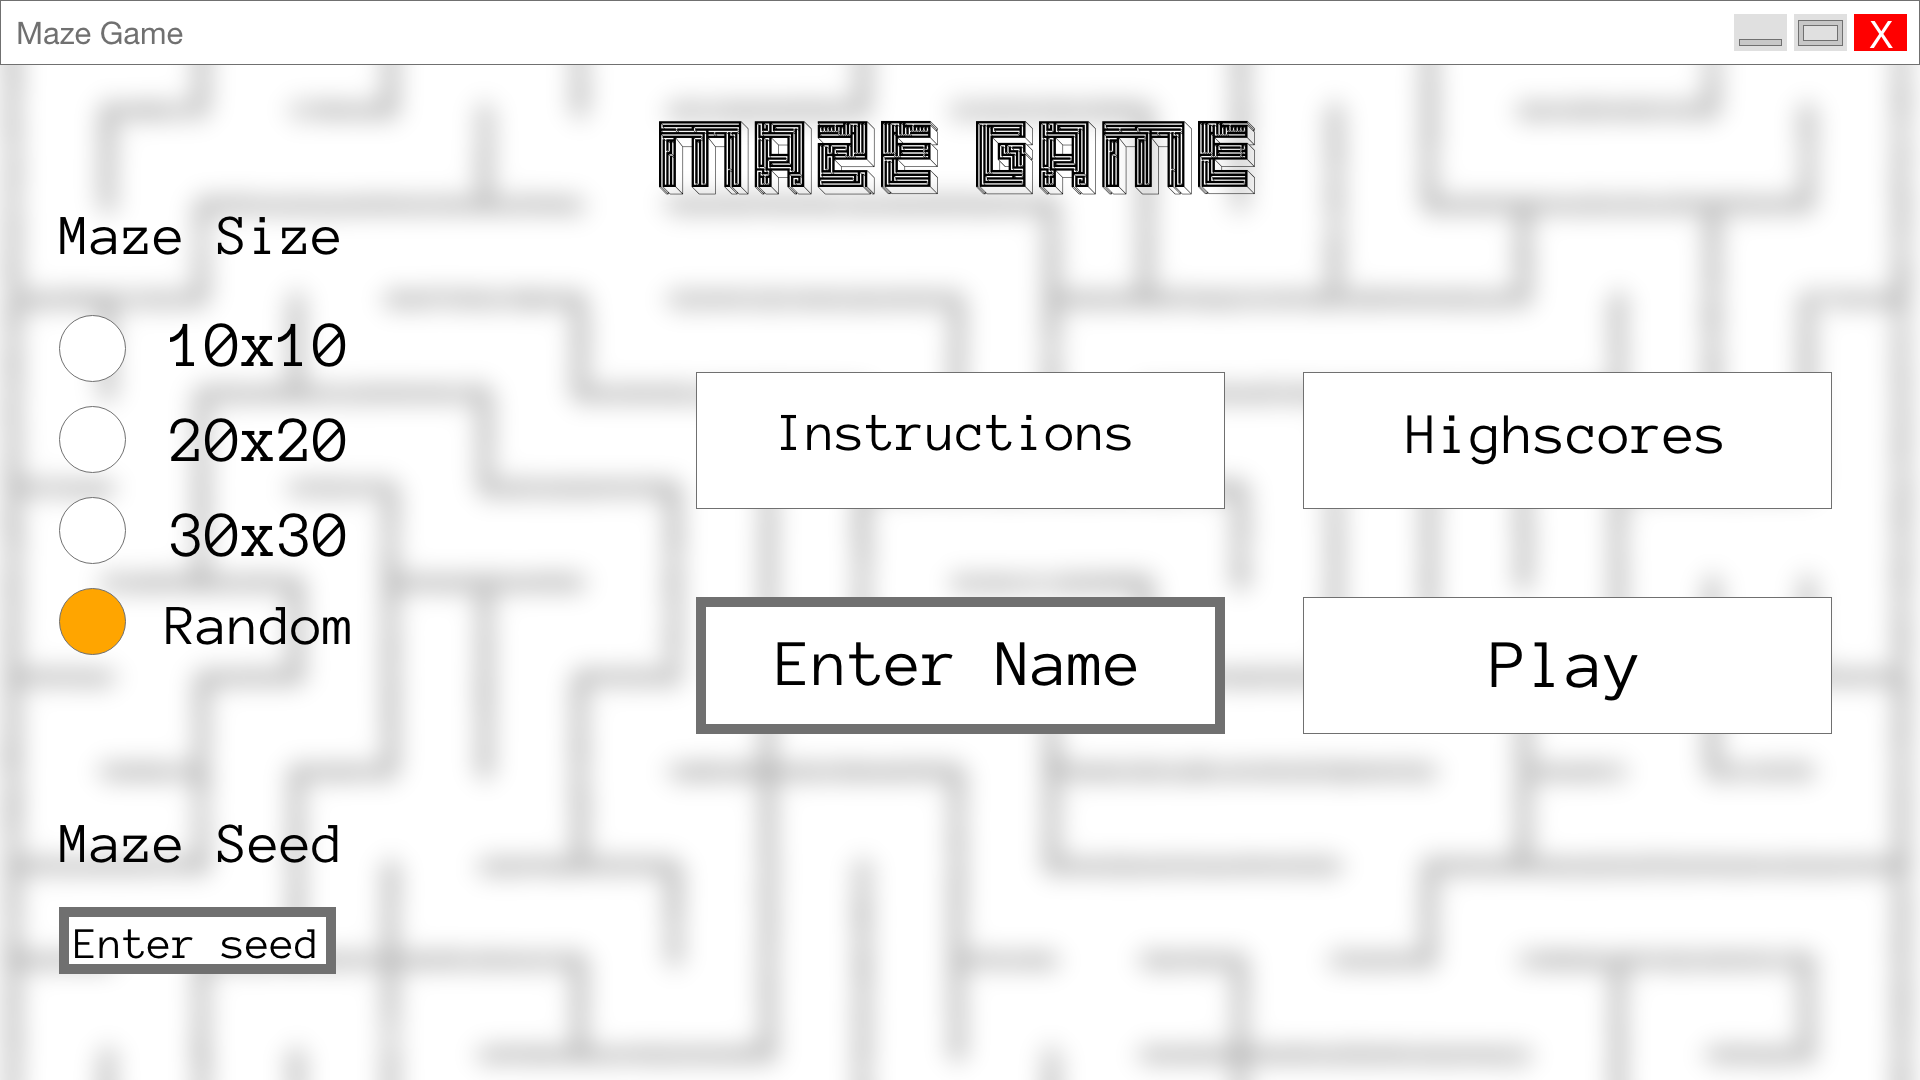 Maze Game
X
MAZE GAME
Maze Size
10x10
20x20
30x30
Random
Instructions
Highscores
Enter Name
Play
Maze Seed
Enter seed